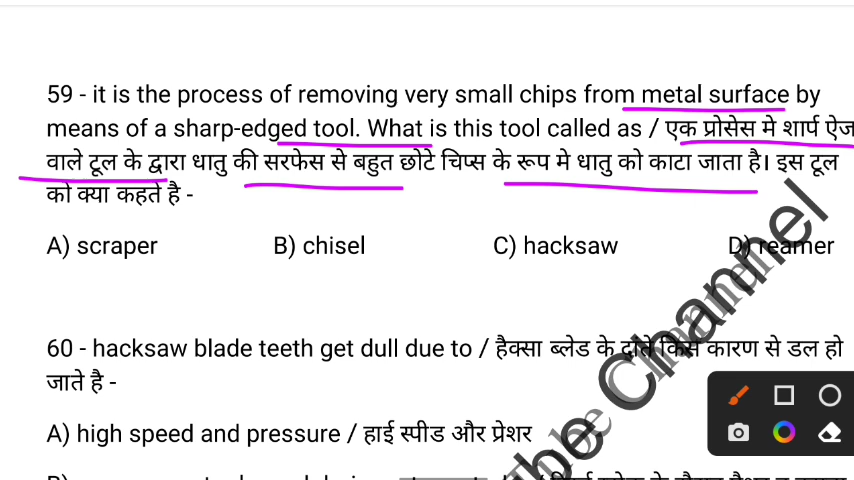 59 - it is the process of removing very small chips from metal surface by
means of a sharp-edged tool. What is this tool called as / एक प्रोसेस मे शार्प ऐज
वाले टूल के द्वारा धातु की सरफेस से बहुत छोटे चिप्स के रूप मे धातु को काटा जाता है। इस टूल
को क्या कहते है -
A) scraper B) chisel C) hacksaw D) reamer
60 - hacksaw blade teeth get dull due to / हैक्सा ब्लेड के दांते किस कारण से डल हो
जाते है -
A) high speed and pressure / हाई स्पीड और प्रेशर
Channel